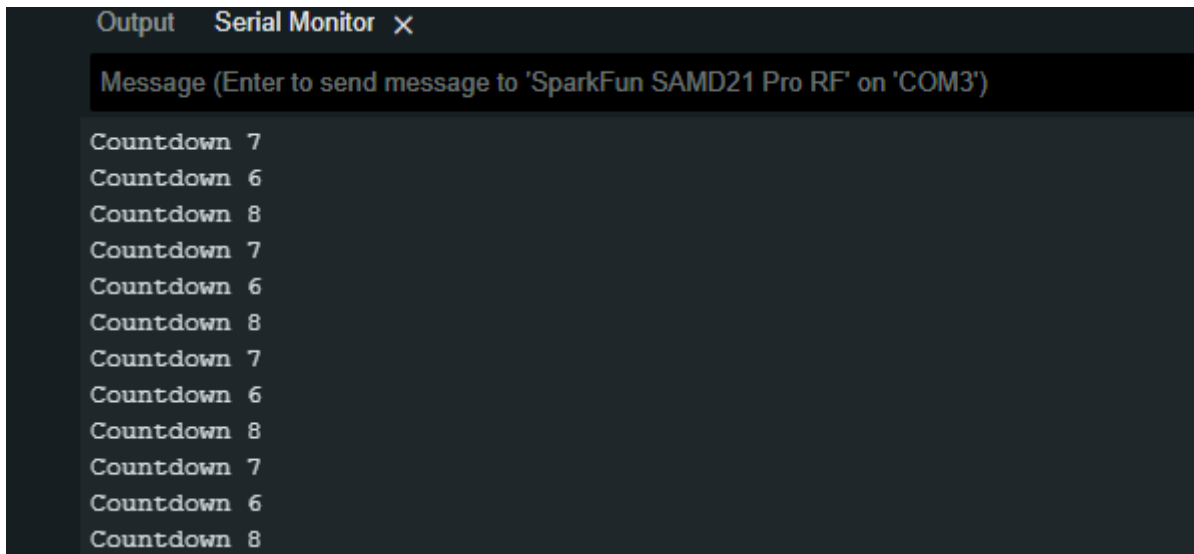 Output Serial Monitor ×
Message (Enter to send message to 'SparkFun SAMD21 Pro RF' on 'COM3')
Countdown 7
Countdown 6
Countdown 8
Countdown 7
Countdown 6
Countdown 8
Countdown 7
Countdown 6
Countdown 8
Countdown 7
Countdown 6
Countdown 8